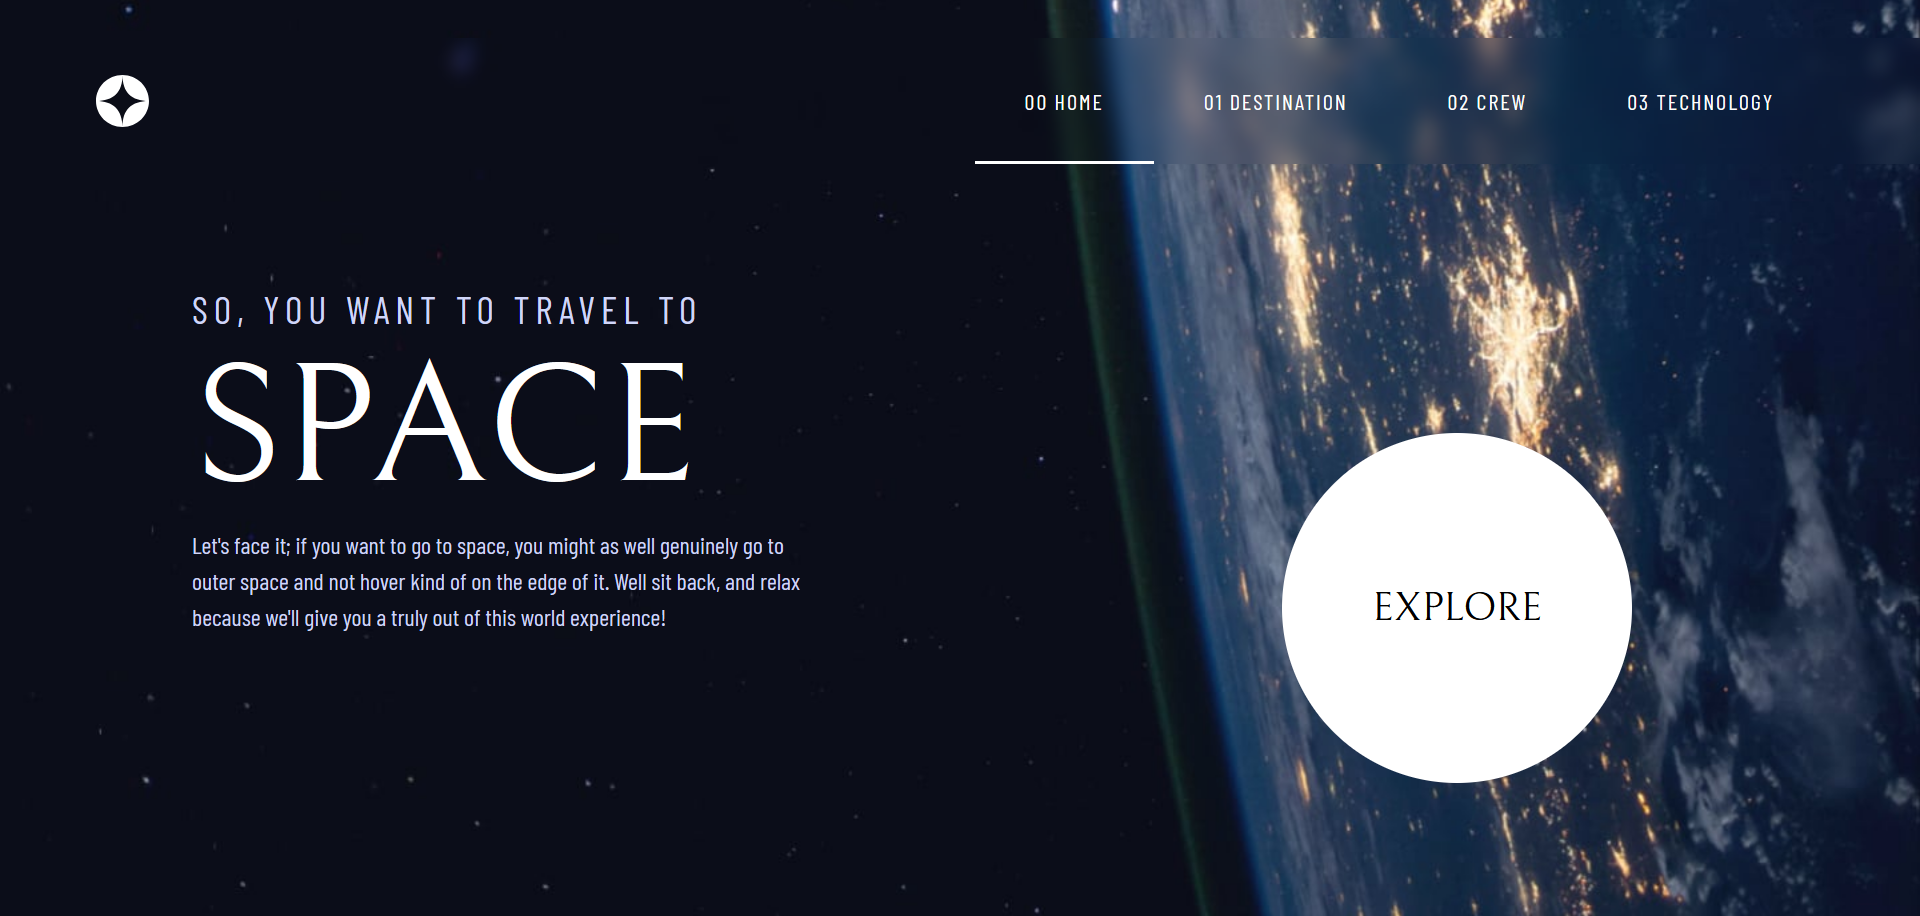 00 HOME 01 DESTINATION 02 CREW 03 TECHNOLOGY
SO, YOU WANT TO TRAVEL TO
SPACE
Let's face it; if you want to go to space, you might as well genuinely go to
outer space and not hover kind of on the edge of it. Well sit back, and relax
because we'll give you a truly out of this world experience!
EXPLORE